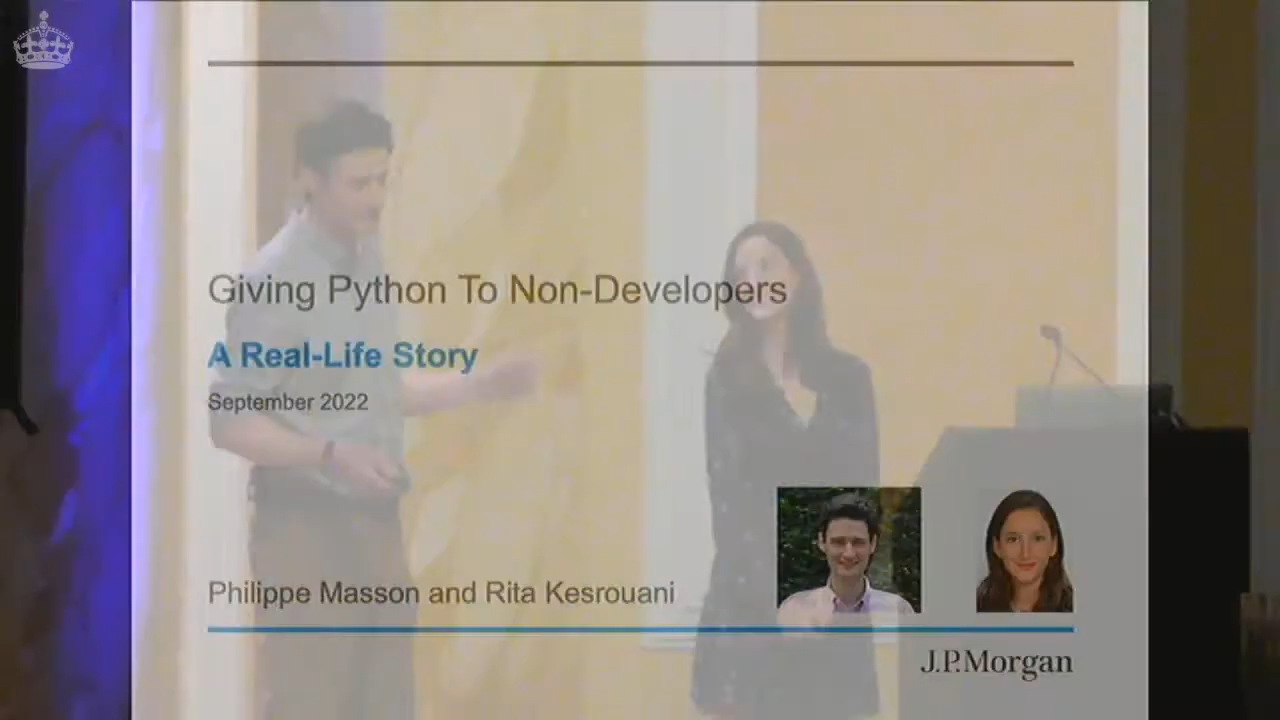 Giving Python To Non-Developers
A Real-Life Story
September 2022
Philippe Masson and Rita Kesrouani
J.P.Morgan